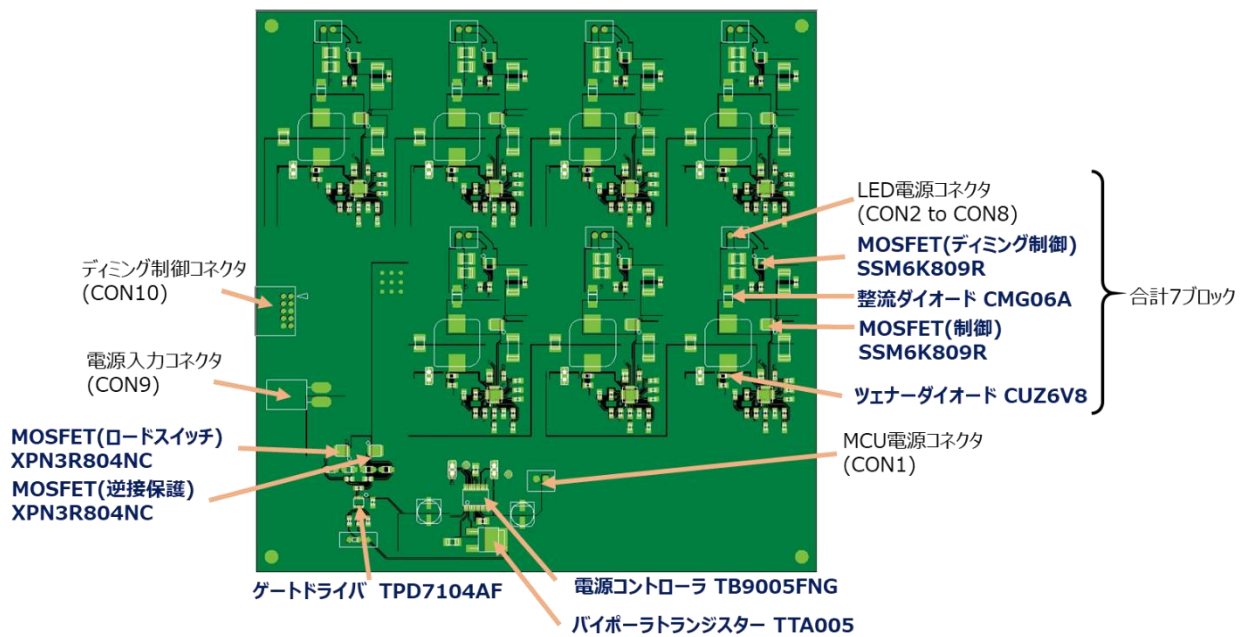 LED電源コネクタ
(CON2 to CON8)
MOSFET(ディミング制御)
SSM6K809R
整流ダイオード CMG06A
MOSFET(制御)
SSM6K809R
ツェナーダイオード CUZ6V8
合計7ブロック
ディミング制御コネクタ
(CON10)
電源入力コネクタ
(CON9)
MOSFET(ロードスイッチ)
XPN3R804NC
MOSFET(逆接保護)
XPN3R804NC
MCU電源コネクタ
(CON1)
ゲートドライバ TPD7104AF
電源コントローラ TB9005FNG
バイポーラトランジスター TTA005